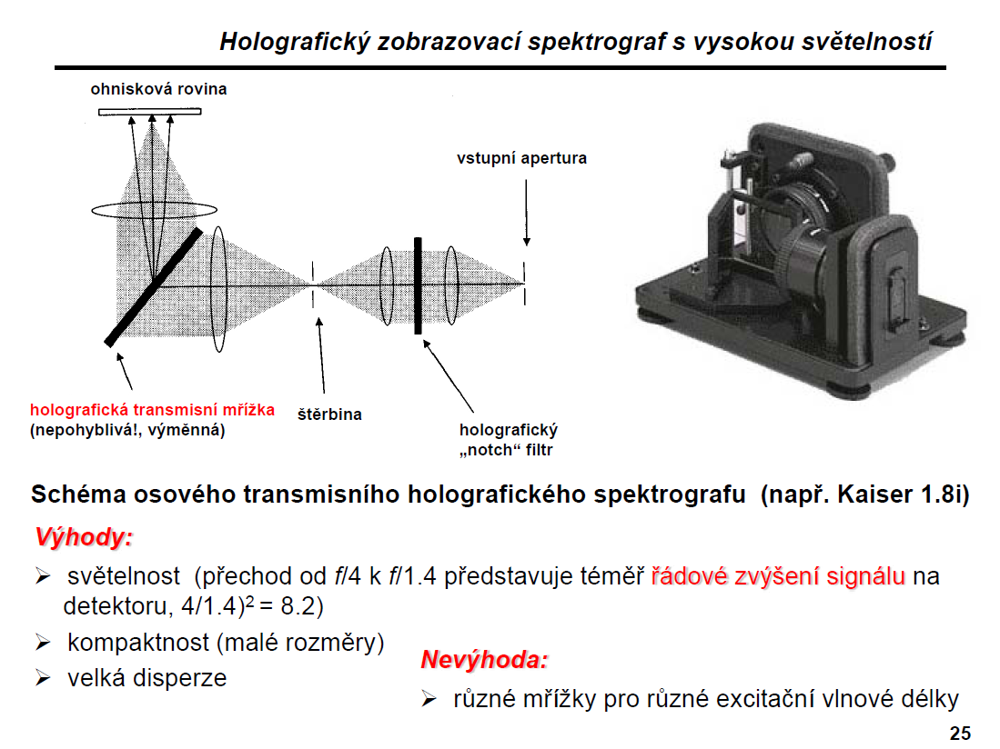 Holografický zobrazovací spektrograf s vysokou světelností
ohnisková rovina
vstupní apertura
holografická transmisní mřížka
(nepohyblivá!, výměnná)
štěrbina
holografický
„notch“ filtr
Schéma osového transmisního holografického spektrografu (např. Kaiser 1.8i)
Výhody:
➢ světelnost (přechod od f/4 k f/1.4 představuje téměř řádové zvýšení signálu na
detektoru, 4/1.4)² = 8.2)
➢ kompaktnost (malé rozměry)
➢ velká disperze
Nevýhoda:
➢ různé mřížky pro různé excitační vlnové délky
25